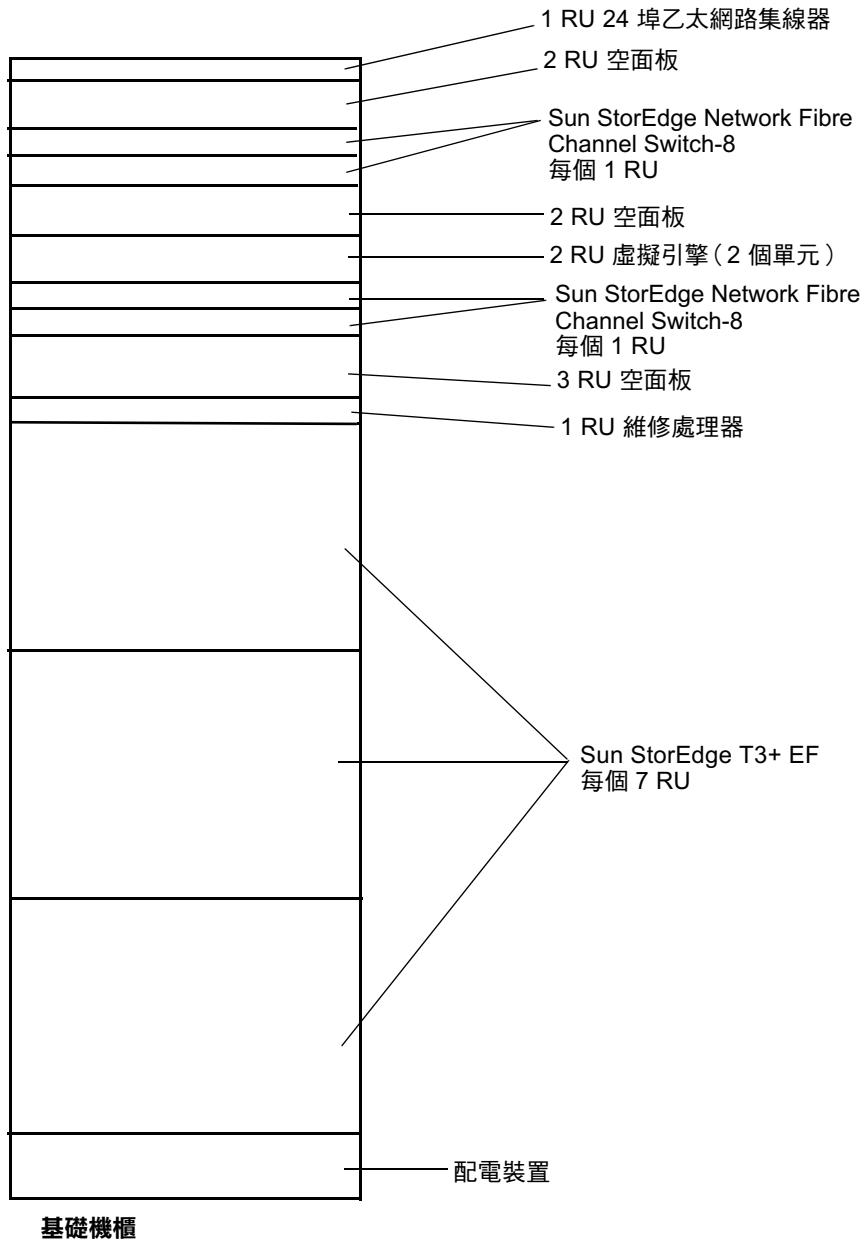 1 RU 24 埠乙太網路集線器
2 RU 空面板
Sun StorEdge Network Fibre
Channel Switch-8
每個 1 RU
2 RU 空面板
2 RU 虛擬引擎（2 個單元）
Sun StorEdge Network Fibre
Channel Switch-8
每個 1 RU
3 RU 空面板
1 RU 維修處理器
Sun StorEdge T3+ EF
每個 7 RU
配電裝置
基礎機櫃